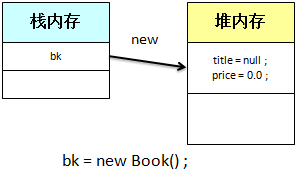 栈内存
堆内存
new
bk
title = null ;
price = 0.0 ;
bk = new Book() ;